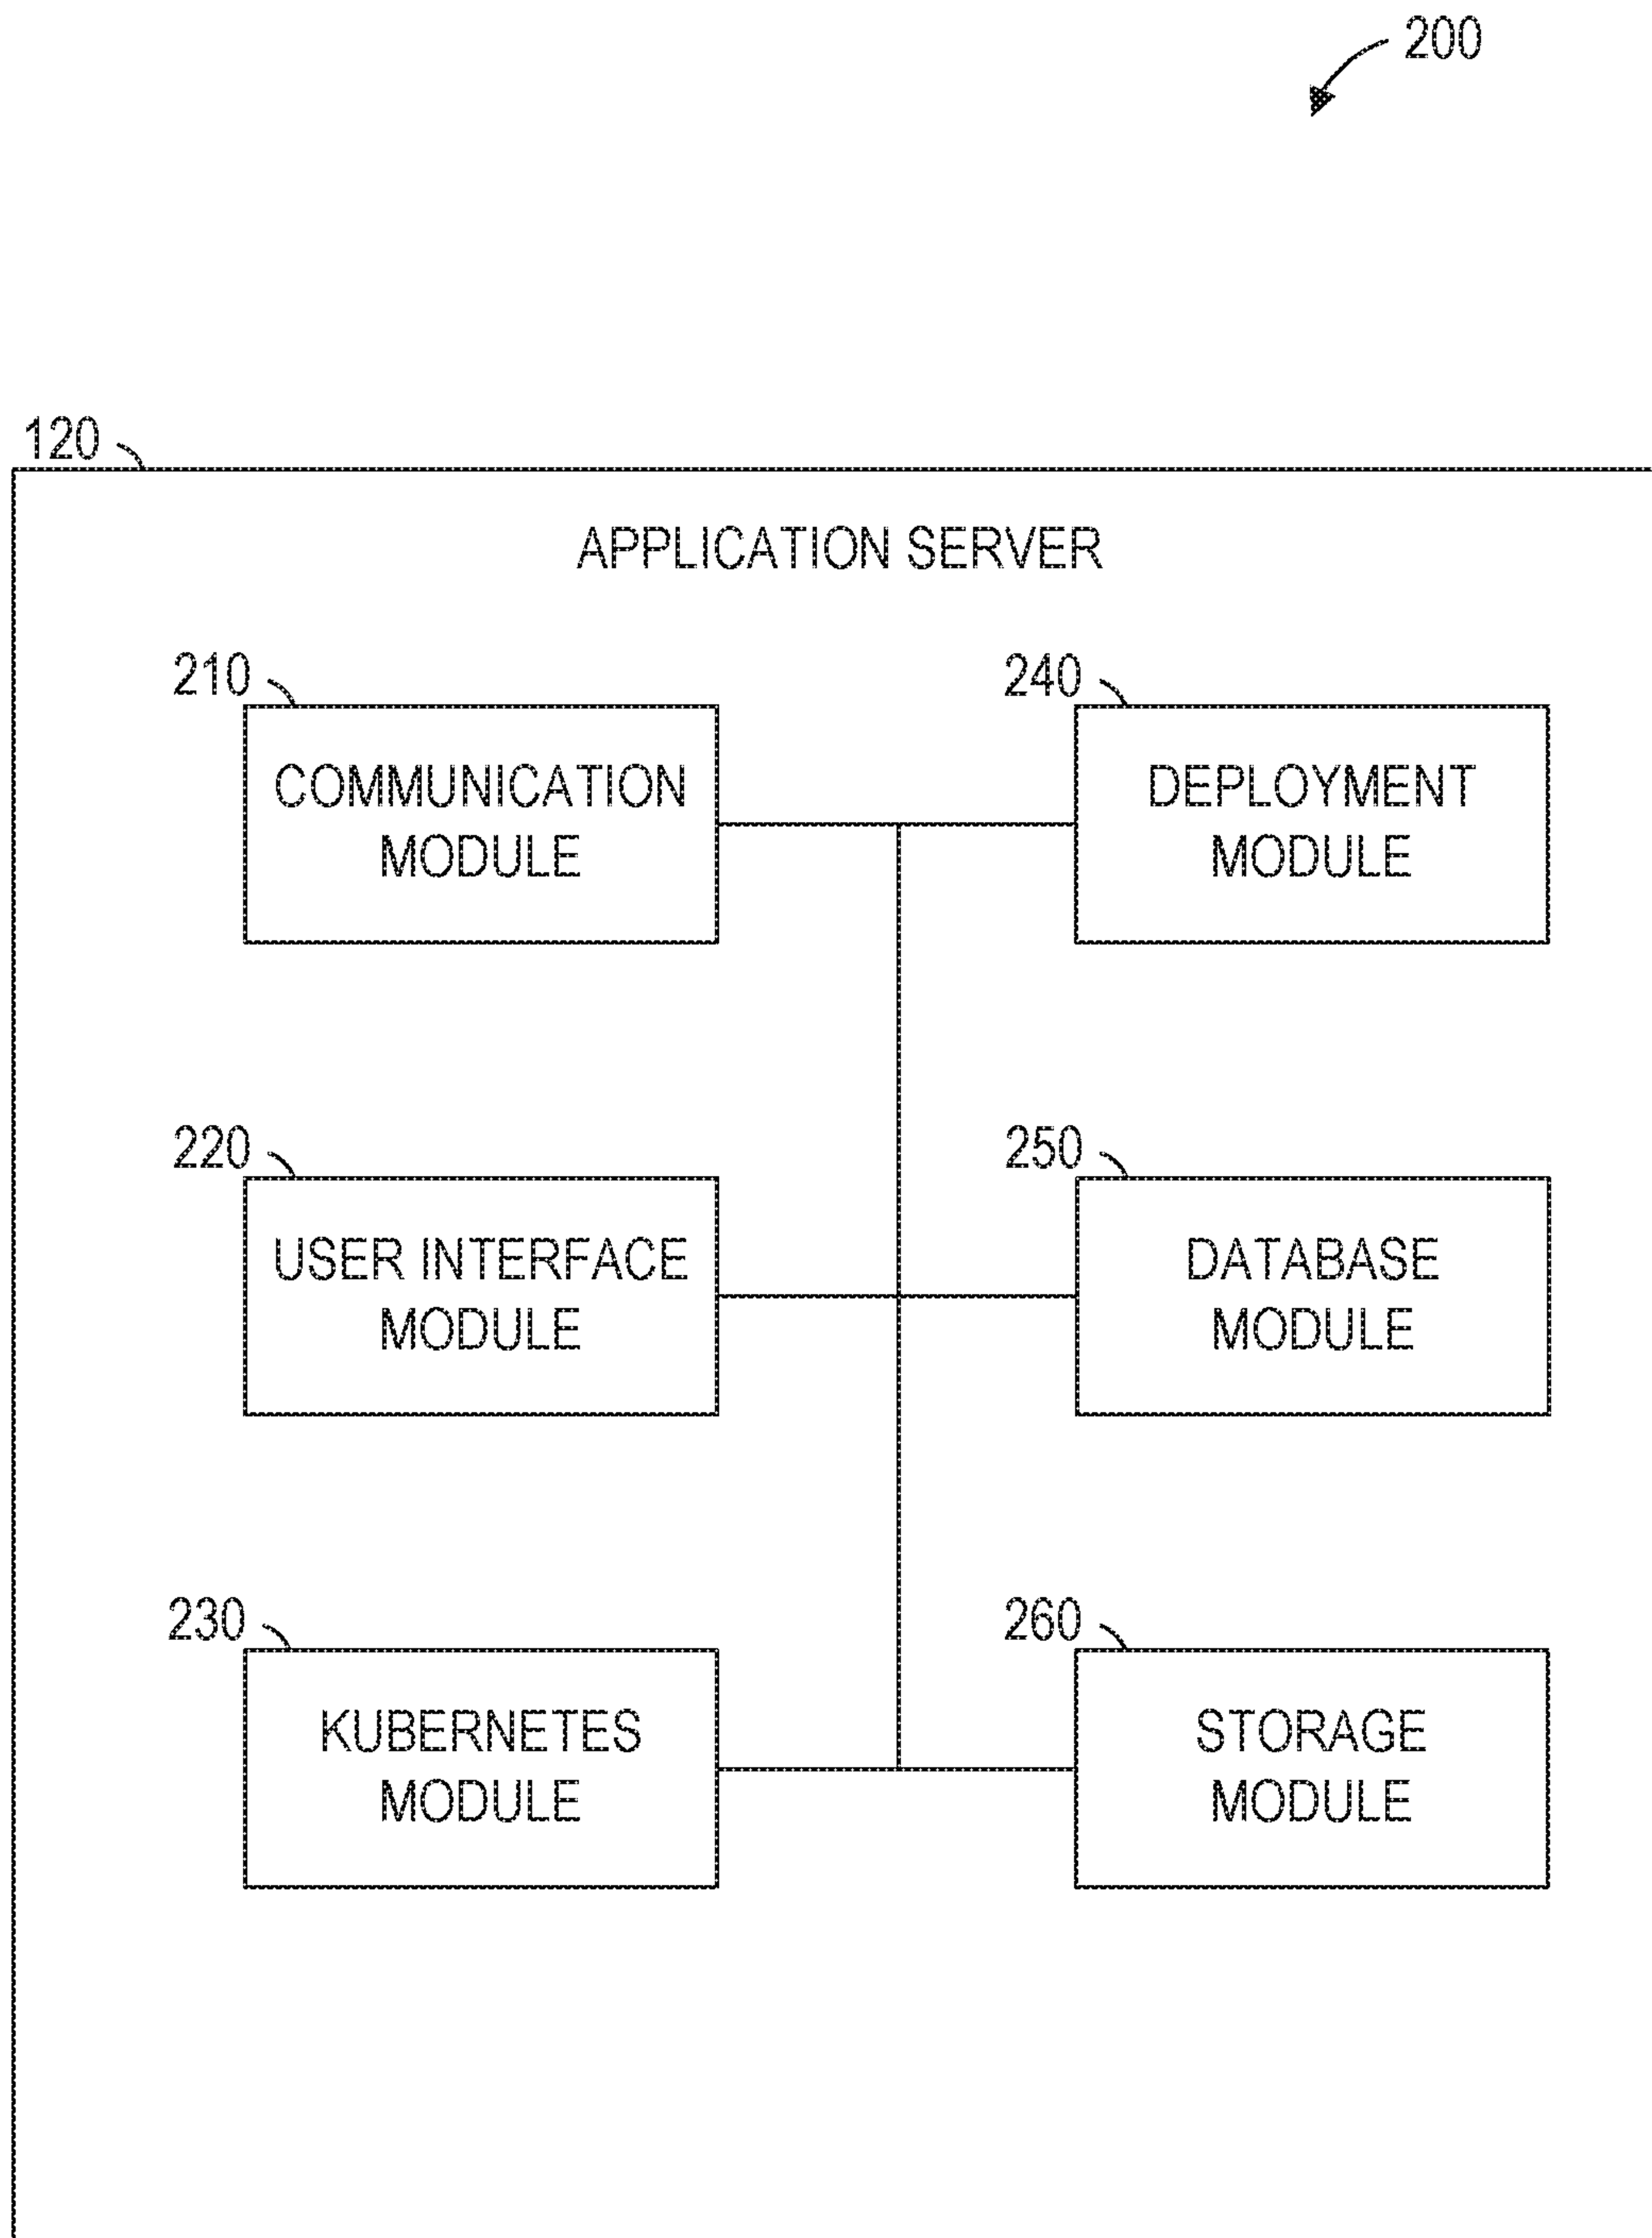 200
120
APPLICATION SERVER
210
COMMUNICATION
MODULE
240
DEPLOYMENT
MODULE
220
USER INTERFACE
MODULE
250
DATABASE
MODULE
230
KUBERNETES
MODULE
260
STORAGE
MODULE